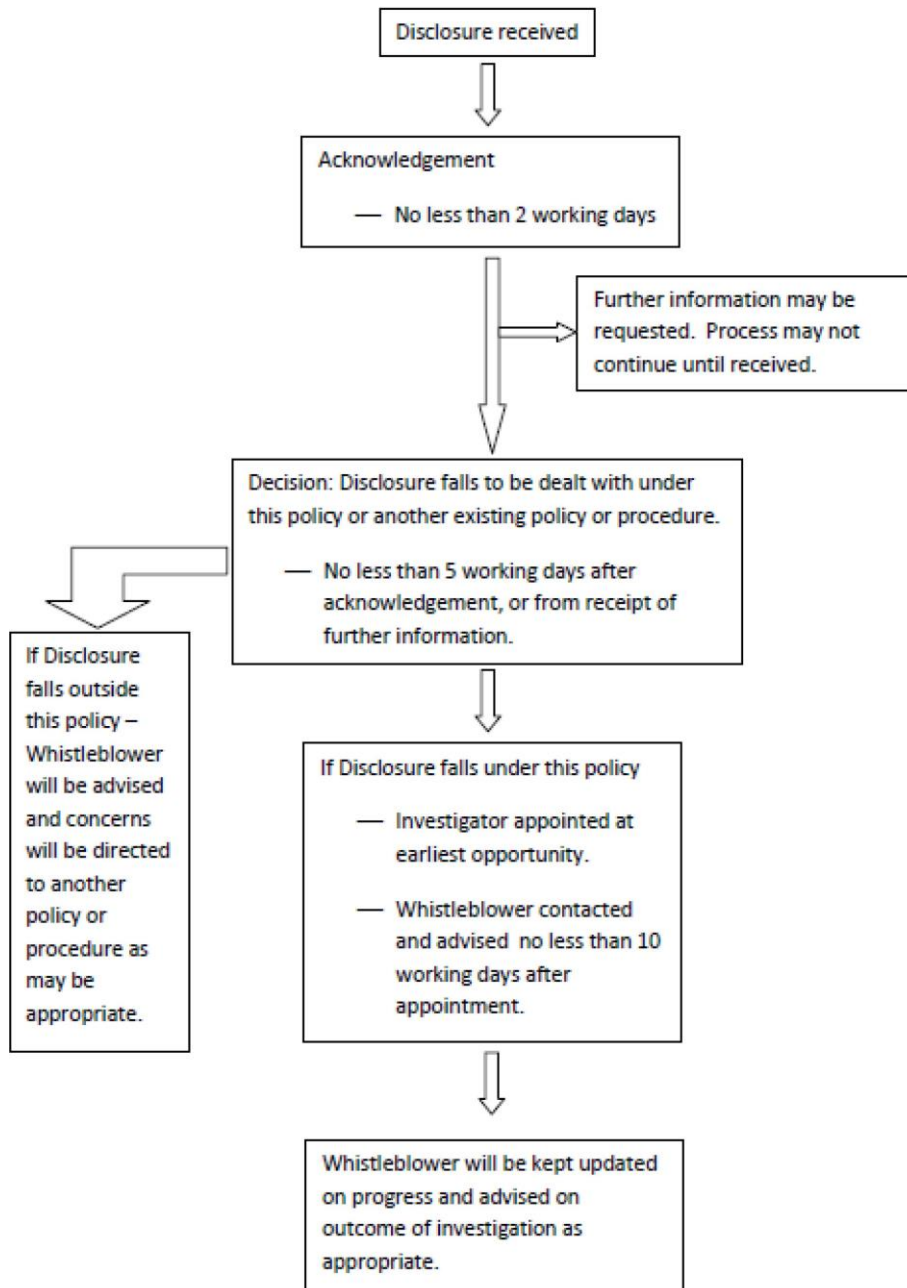 Disclosure received
Acknowledgement
— No less than 2 working days
Further information may be
requested. Process may not
continue until received.
Decision: Disclosure falls to be dealt with under
this policy or another existing policy or procedure.
— No less than 5 working days after
acknowledgement, or from receipt of
further information.
If Disclosure
falls outside
this policy –
Whistleblower
will be advised
and concerns
will be directed
to another
policy or
procedure as
may be
appropriate.
If Disclosure falls under this policy
— Investigator appointed at
earliest opportunity.
— Whistleblower contacted
and advised no less than 10
working days after
appointment.
Whistleblower will be kept updated
on progress and advised on
outcome of investigation as
appropriate.